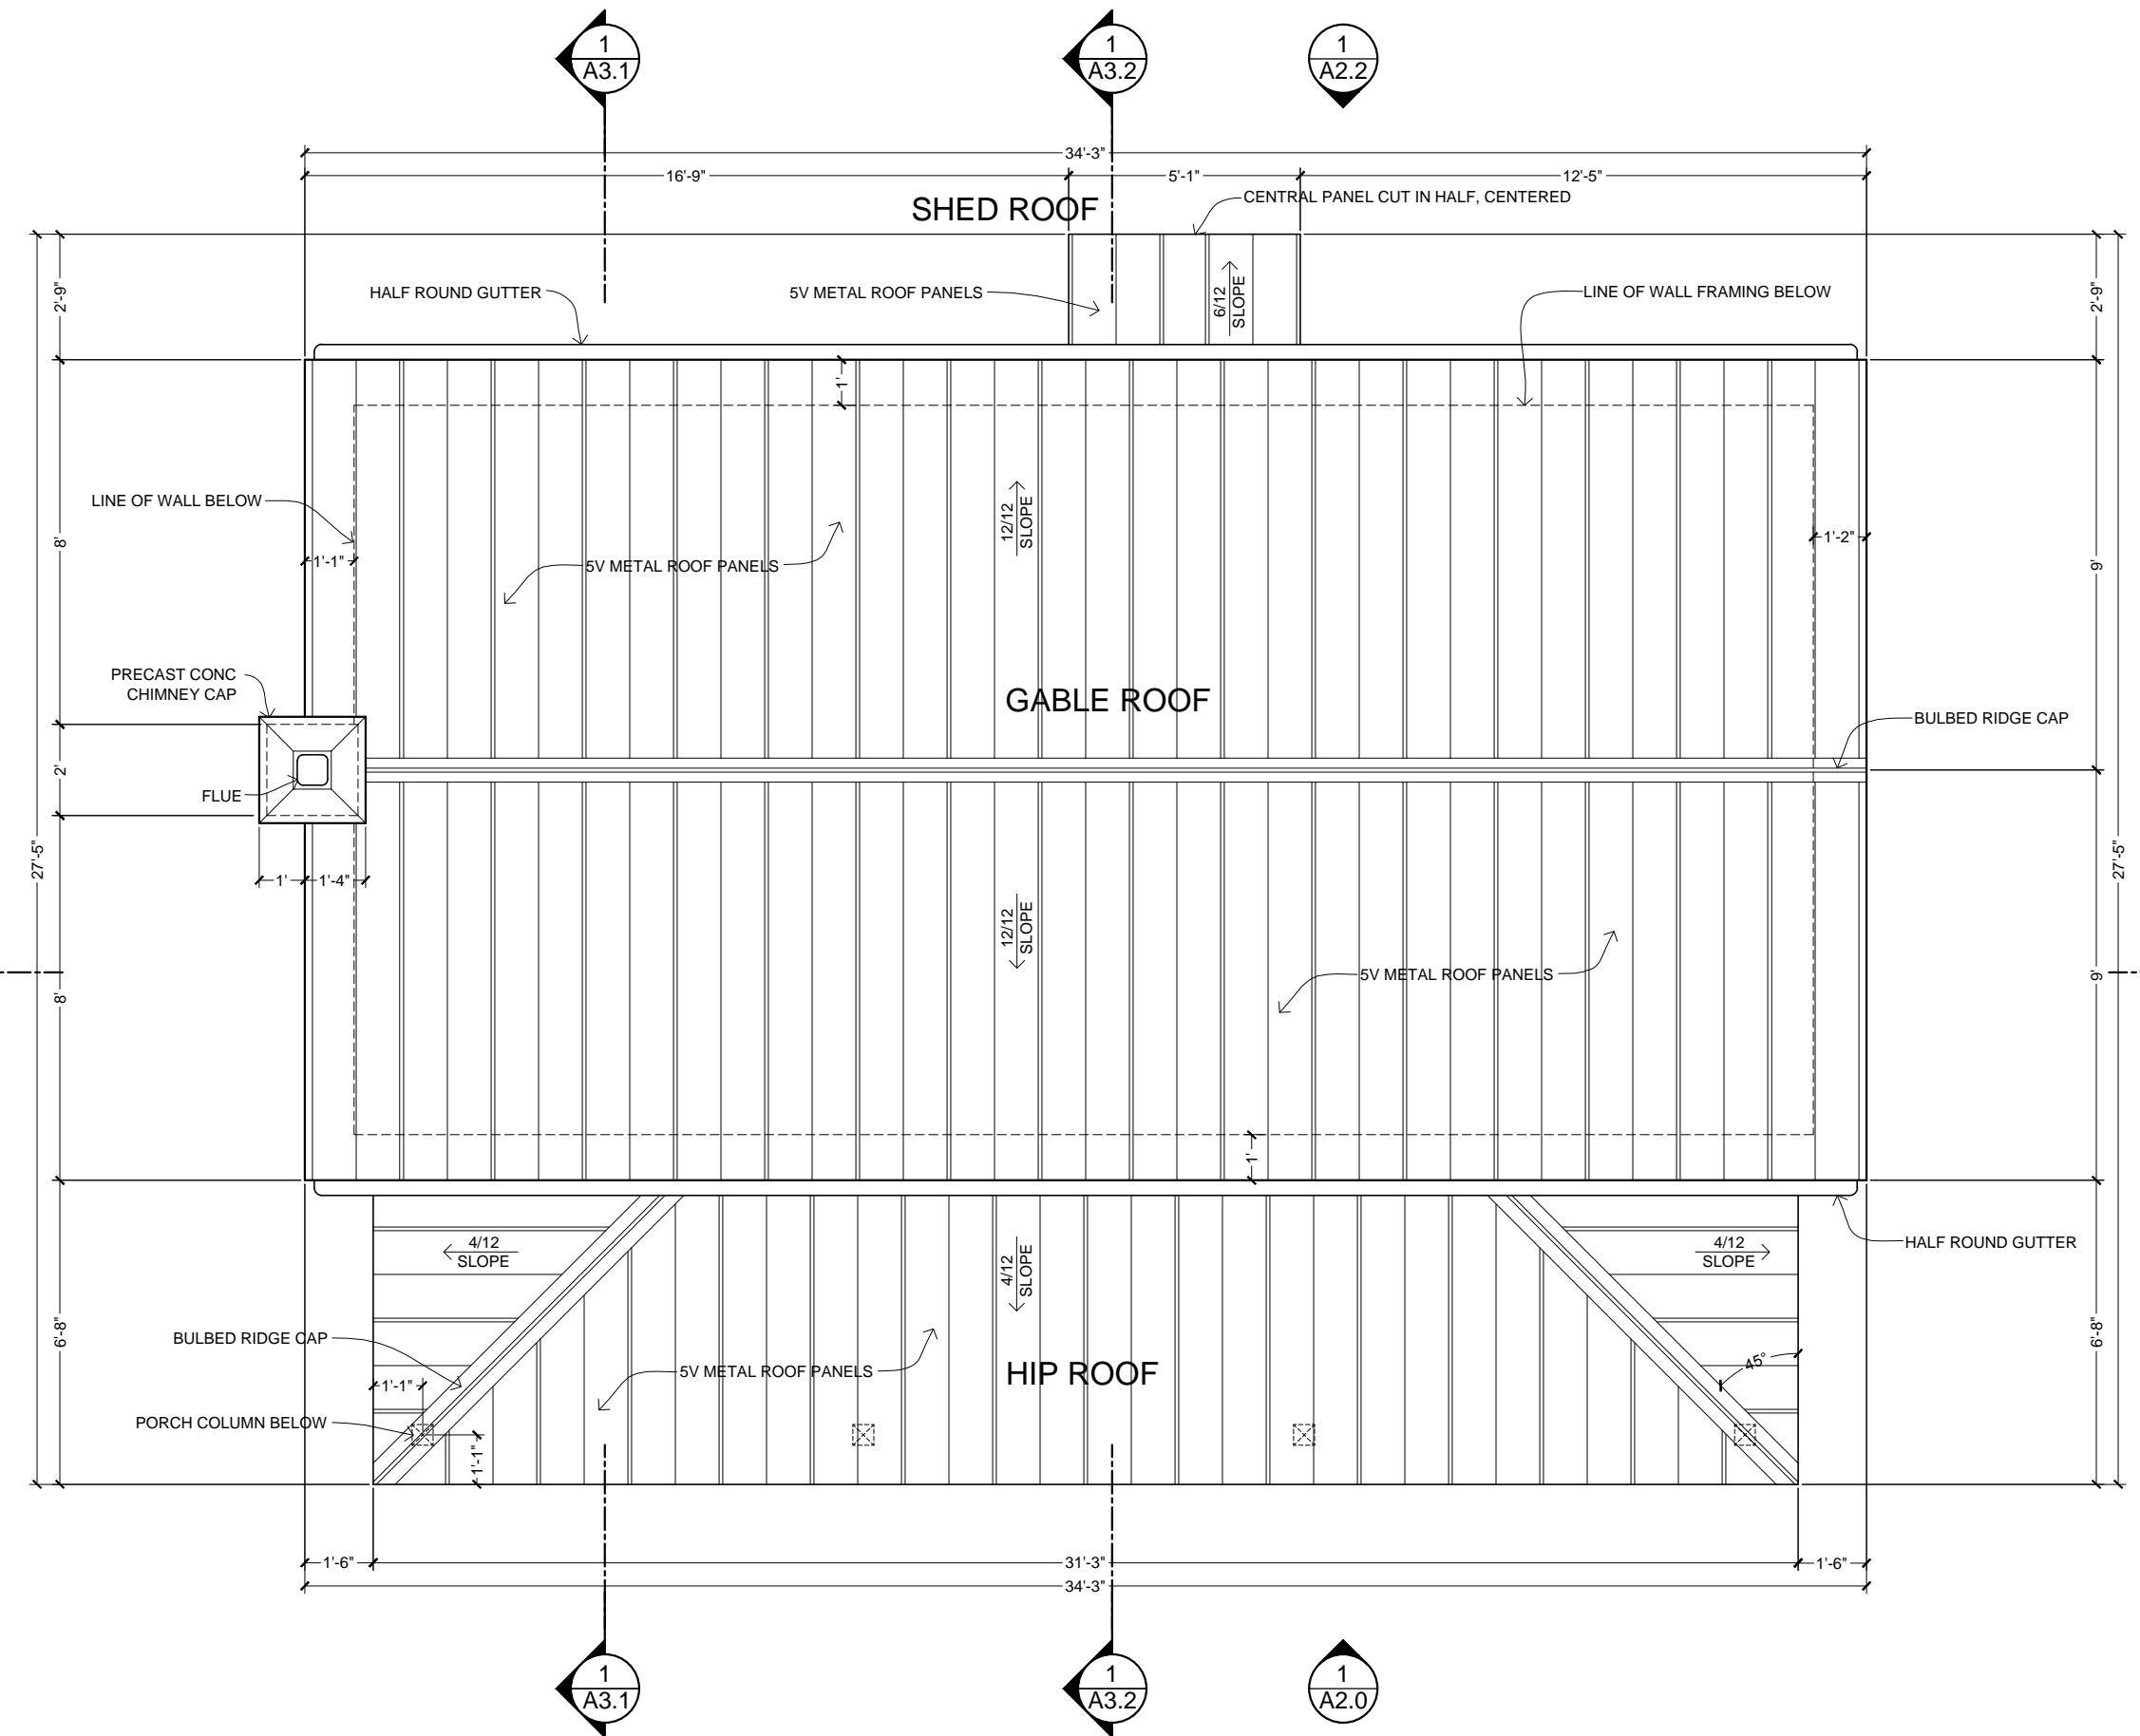 1
A3.1
1
A3.2
1
A2.2
34'-3"
16'-9"
5'-1"
12'-5"
SHED ROOF
CENTRAL PANEL CUT IN HALF, CENTERED
2'-9"
HALF ROUND GUTTER
5V METAL ROOF PANELS
6/12
SLOPE
LINE OF WALL FRAMING BELOW
2'-9"
1'
LINE OF WALL BELOW
12/12
SLOPE
8'
1'-1"
5V METAL ROOF PANELS
1'-2"
9'
PRECAST CONC
CHIMNEY CAP
GABLE ROOF
BULBED RIDGE CAP
2'
FLUE
27'-5"
27'-5"
1'
1'-4"
12/12
SLOPE
8'
5V METAL ROOF PANELS
9'
1'
4/12
SLOPE
4/12
SLOPE
4/12
SLOPE
HALF ROUND GUTTER
6'-8"
BULBED RIDGE CAP
5V METAL ROOF PANELS
HIP ROOF
45°
6'-8"
1'-1"
PORCH COLUMN BELOW
1'-1"
1'-6"
31'-3"
1'-6"
34'-3"
1
A3.1
1
A3.2
1
A2.0